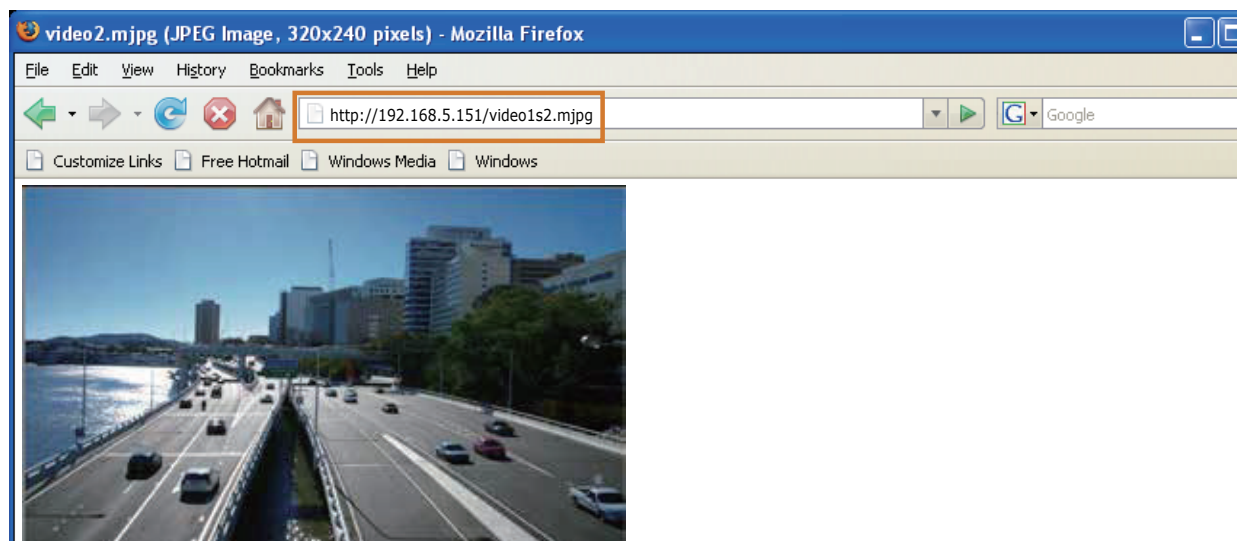 video2.mjpg (JPEG Image, 320x240 pixels) - Mozilla Firefox
File Edit View History Bookmarks Tools Help
http://192.168.5.151/video1s2.mjpg G Google
Customize Links Free Hotmail Windows Media Windows